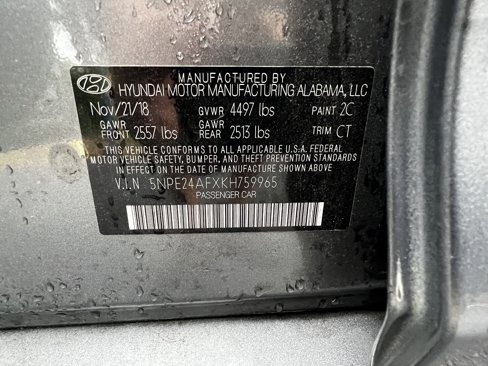 MANUFACTURED BY
HYUNDAI MOTOR MANUFACTURING ALABAMA, LLC
Nov/21/18 GVWR 4497 lbs PAINT 2C
GAWR FRONT 2557 lbs GAWR REAR 2513 lbs TRIM CT
THIS VEHICLE CONFORMS TO ALL APPLICABLE U.S.A. FEDERAL
MOTOR VEHICLE SAFETY, BUMPER, AND THEFT PREVENTION STANDARDS
IN EFFECT ON THE DATE OF MANUFACTURE SHOWN ABOVE
V.I.N 5NPE24AFXKH759965
PASSENGER CAR